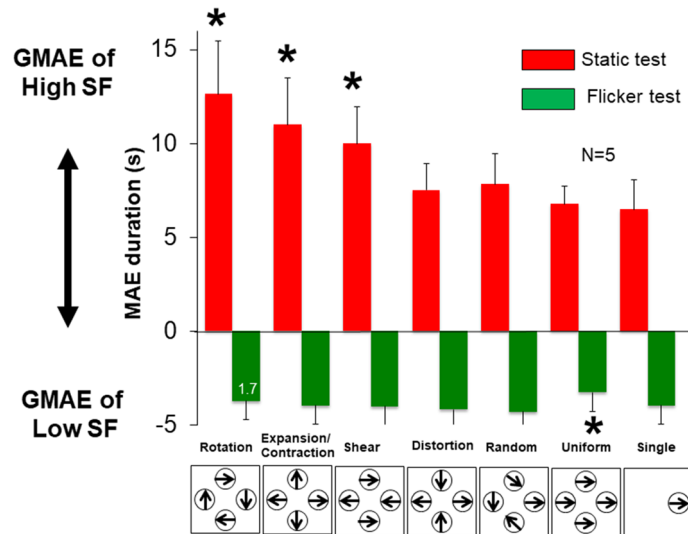 GMAE of
High SF
GMAE of
Low SF
MAE duration (s)
15
10
5
0
-5
*
*
*
Static test
Flicker test
N=5
1.7
*
Rotation
Expansion/
Contraction
Shear
Distortion
Random
Uniform
Single